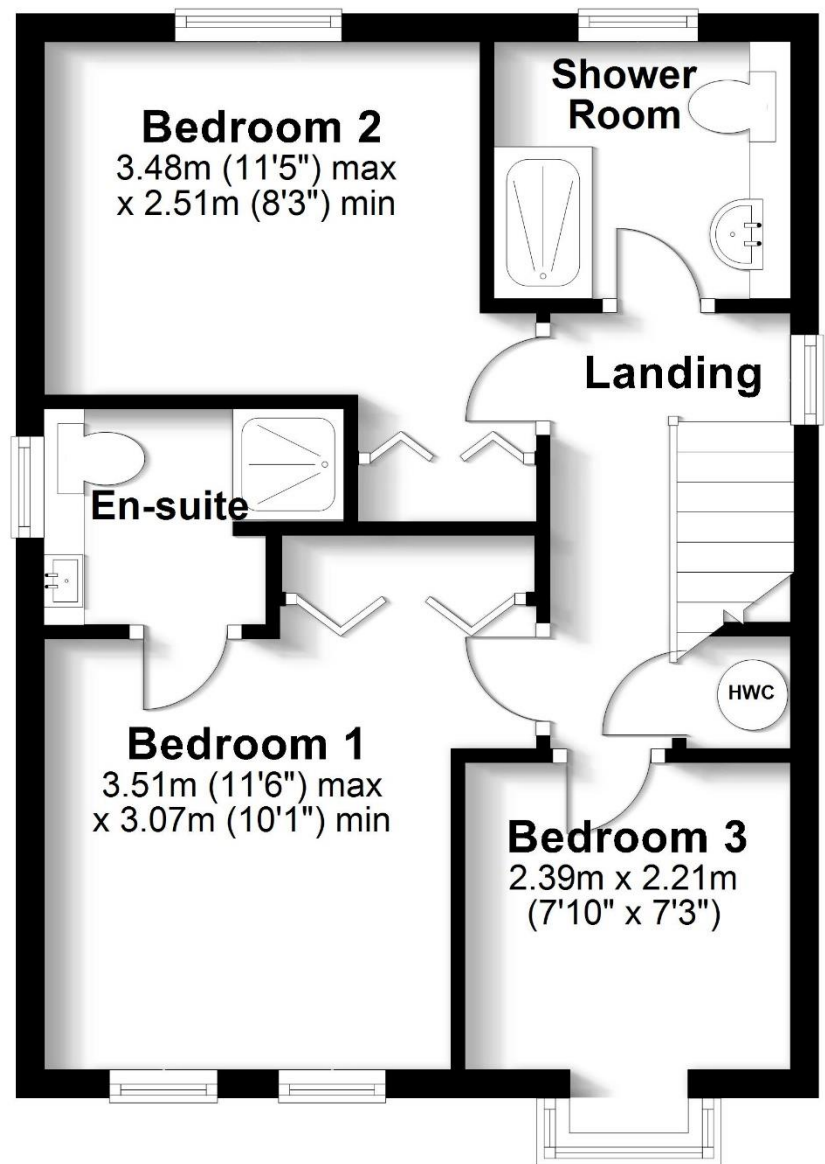 Bedroom 2
3.48m (11'5") max
x 2.51m (8'3") min
Shower
Room
Landing
En-suite
HWC
Bedroom 1
3.51m (11'6") max
x 3.07m (10'1") min
Bedroom 3
2.39m x 2.21m
(7'10" x 7'3")